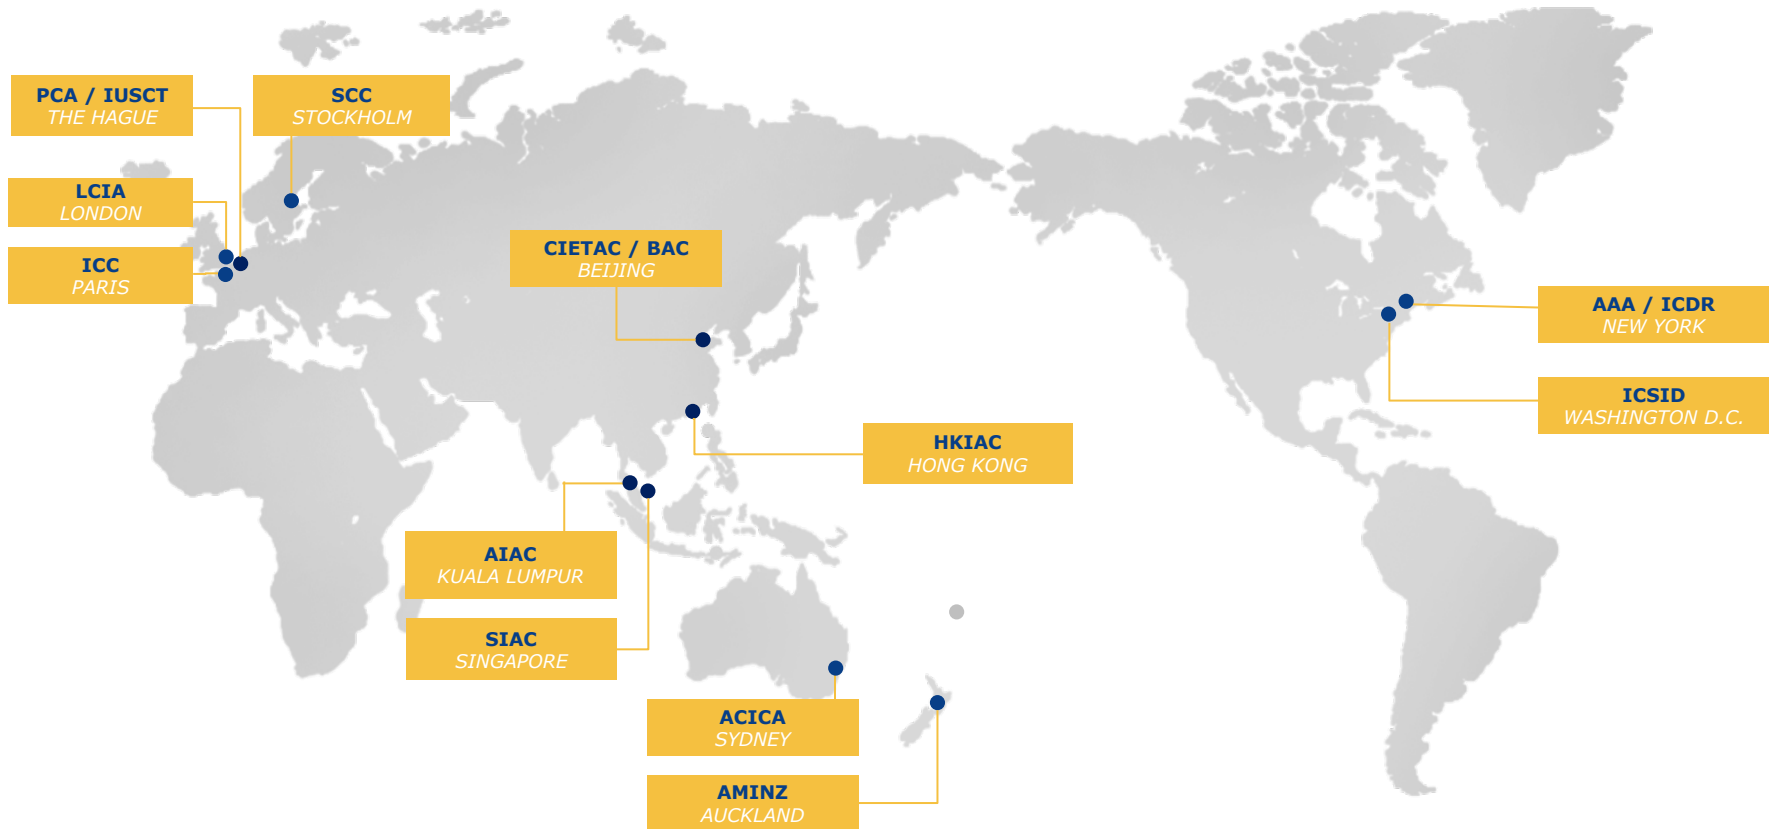 PCA / IUSCT
THE HAGUE
SCC
STOCKHOLM
LCIA
LONDON
ICC
PARIS
CIETAC / BAC
BEIJING
AAA / ICDR
NEW YORK
ICSID
WASHINGTON D.C.
HKIAC
HONG KONG
AIAC
KUALA LUMPUR
SIAC
SINGAPORE
ACICA
SYDNEY
AMINZ
AUCKLAND